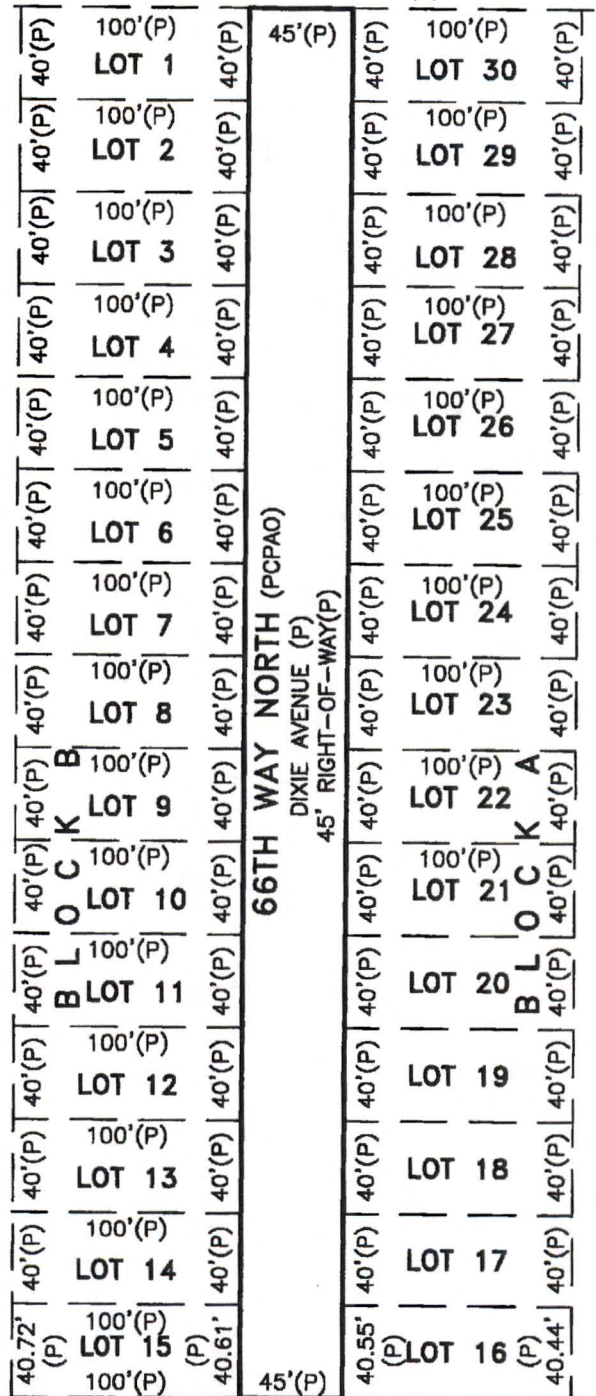 100'(P) 45'(P) 100'(P)
40'(P) LOT 1 40'(P) 40'(P) LOT 30 40'(P)
100'(P) 100'(P)
40'(P) LOT 2 40'(P) 40'(P) LOT 29 40'(P)
100'(P) 100'(P)
40'(P) LOT 3 40'(P) 40'(P) LOT 28 40'(P)
100'(P) 100'(P)
40'(P) LOT 4 40'(P) 40'(P) LOT 27 40'(P)
100'(P) 100'(P)
40'(P) LOT 5 40'(P) 40'(P) LOT 26 40'(P)
100'(P) 100'(P)
40'(P) LOT 6 40'(P) 40'(P) LOT 25 40'(P)
100'(P) 100'(P)
40'(P) LOT 7 40'(P) 40'(P) LOT 24 40'(P)
100'(P) 100'(P)
40'(P) LOT 8 40'(P) 40'(P) LOT 23 40'(P)
100'(P) 100'(P)
40'(P) LOT 9 40'(P) 40'(P) LOT 22 40'(P)
100'(P) 100'(P)
40'(P) LOT 10 40'(P) 40'(P) LOT 21 40'(P)
100'(P)
40'(P) LOT 11 40'(P) 40'(P) LOT 20 40'(P)
100'(P)
40'(P) LOT 12 40'(P) 40'(P) LOT 19 40'(P)
100'(P)
40'(P) LOT 13 40'(P) 40'(P) LOT 18 40'(P)
100'(P)
40'(P) LOT 14 40'(P) 40'(P) LOT 17 40'(P)
100'(P)
40.72' (P) LOT 15 40.61' (P) 40.55' (P) LOT 16 40.44' (P)
100'(P) 45'(P)
BLOCK B
66TH WAY NORTH (PCPAO)
DIXIE AVENUE (P)
45' RIGHT-OF-WAY(P)
BLOCK A